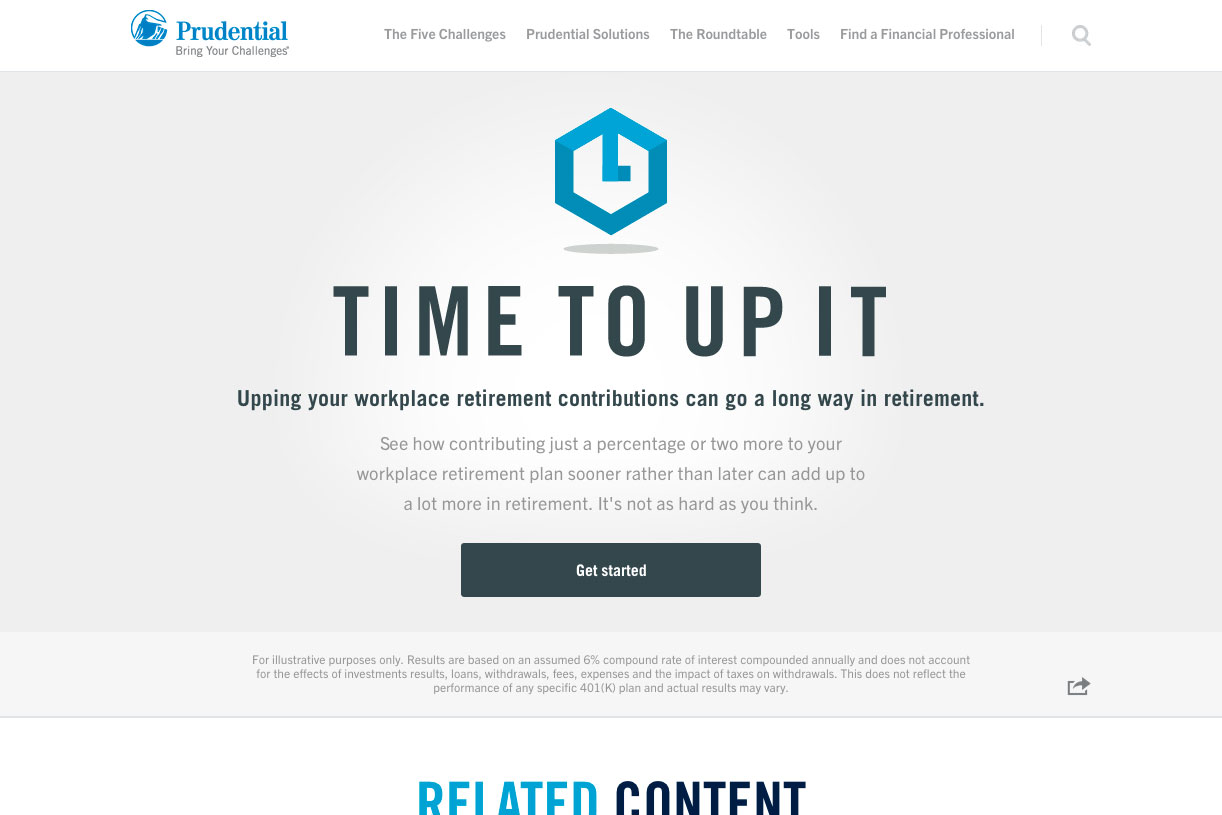 Prudential
Bring Your Challenges®
The Five Challenges
Prudential Solutions
The Roundtable
Tools
Find a Financial Professional
TIME TO UP IT
Upping your workplace retirement contributions can go a long way in retirement.
See how contributing just a percentage or two more to your
workplace retirement plan sooner rather than later can add up to
a lot more in retirement. It's not as hard as you think.
Get started
For illustrative purposes only. Results are based on an assumed 6% compound rate of interest compounded annually and does not account
for the effects of investments results, loans, withdrawals, fees, expenses and the impact of taxes on withdrawals. This does not reflect the
performance of any specific 401(K) plan and actual results may vary.
RELATED CONTENT